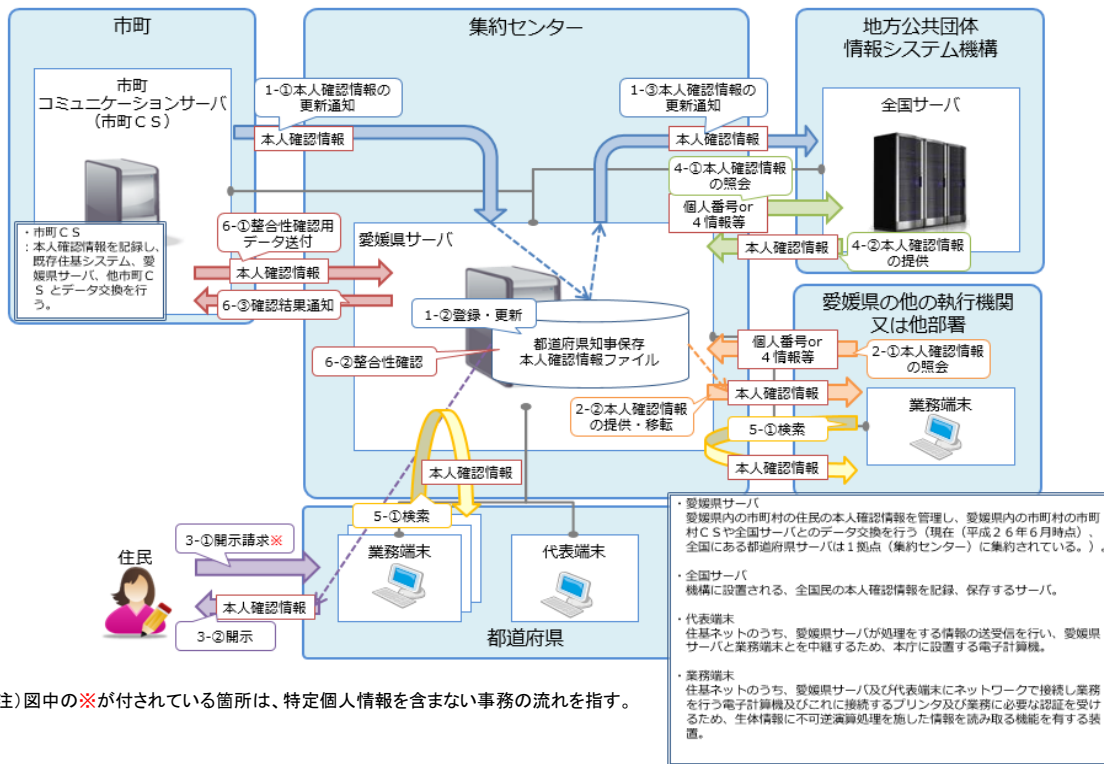 市町
集約センター
地方公共団体
情報システム機構
市町
コミュニケーションサーバ
（市町ＣＳ）
1-①本人確認情報の
更新通知
本人確認情報
1-③本人確認情報の
更新通知
本人確認情報
全国サーバ
4-①本人確認情報
の照会
個人番号or
４情報等
本人確認情報
4-②本人確認情報
の提供
・市町ＣＳ
：本人確認情報を記録し、
既存住基システム、愛
媛県サーバ、他市町Ｃ
Ｓ とデータ交換を行
う。
6-①整合性確認用
データ送付
本人確認情報
6-③確認結果通知
愛媛県サーバ
1-②登録・更新
都道府県知事保存
本人確認情報ファイル
6-②整合性確認
愛媛県の他の執行機関
又は他部署
個人番号or
４情報等
2-①本人確認情報
の照会
本人確認情報
2-②本人確認情報
の提供・移転
業務端末
5-①検索
本人確認情報
本人確認情報
5-①検索
業務端末
代表端末
都道府県
住民
3-①開示請求※
本人確認情報
3-②開示
・愛媛県サーバ
愛媛県内の市町村の住民の本人確認情報を管理し、愛媛県内の市町村の市町
村ＣＳや全国サーバとのデータ交換を行う（現在（平成２６年６月時点）、
全国にある都道府県サーバは１拠点（集約センター）に集約されている。）。
・全国サーバ
機構に設置される、全国民の本人確認情報を記録、保存するサーバ。
・代表端末
住基ネットのうち、愛媛県サーバが処理をする情報の送受信を行い、愛媛県
サーバと業務端末とを中継するため、本庁に設置する電子計算機。
・業務端末
住基ネットのうち、愛媛県サーバ及び代表端末にネットワークで接続し業務
を行う電子計算機及びこれに接続するプリンタ及び業務に必要な認証を受け
るため、生体情報に不可逆演算処理を施した情報を読み取る機能を有する装
置。
注）図中の※が付されている箇所は、特定個人情報を含まない事務の流れを指す。